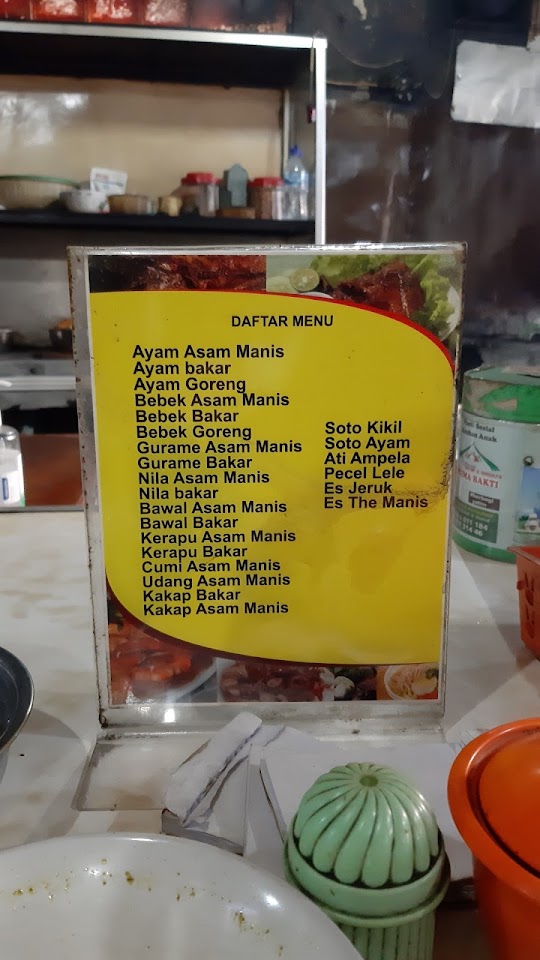 DAFTAR MENU
Ayam Asam Manis
Ayam bakar
Ayam Goreng
Bebek Asam Manis
Bebek Bakar
Bebek Goreng
Gurame Asam Manis
Gurame Bakar
Nila Asam Manis
Nila bakar
Bawal Asam Manis
Bawal Bakar
Kerapu Asam Manis
Kerapu Bakar
Cumi Asam Manis
Udang Asam Manis
Kakap Bakar
Kakap Asam Manis
Soto Kikil
Soto Ayam
Ati Ampela
Pecel Lele
Es Jeruk
Es The Manis
Sosial
Anak
BAKTI